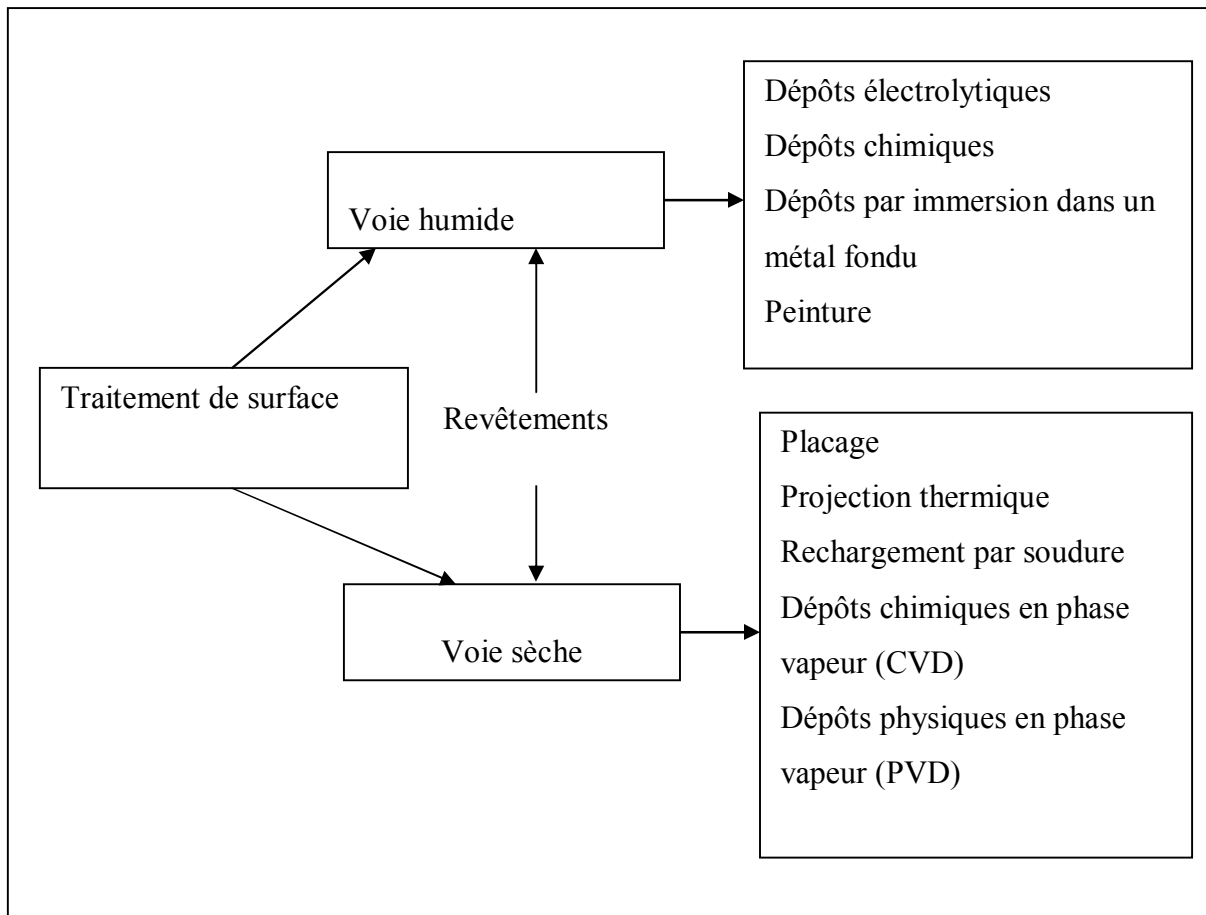 Traitement de surface
Voie humide
Revêtements
Voie sèche
Dépôts électrolytiques
Dépôts chimiques
Dépôts par immersion dans un
métal fondu
Peinture
Placage
Projection thermique
Rechargement par soudure
Dépôts chimiques en phase
vapeur (CVD)
Dépôts physiques en phase
vapeur (PVD)